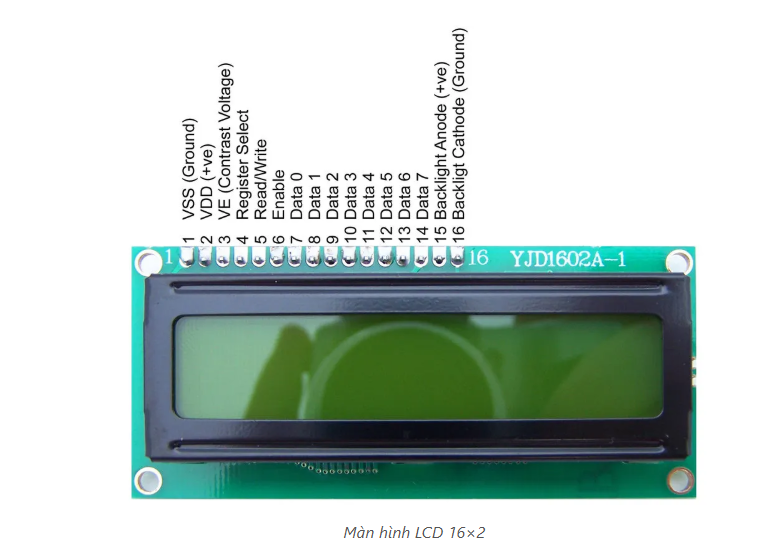 1 VSS (Ground)
2 VDD (+ve)
3 VE (Contrast Voltage)
4 Register Select
5 Read/Write
6 Enable
7 Data 0
8 Data 1
9 Data 2
10 Data 3
11 Data 4
12 Data 5
13 Data 6
14 Data 7
15 Backlight Anode (+ve)
16 Backligt Cathode (Ground)
1
16
YJD1602A-1
Màn hình LCD 16×2